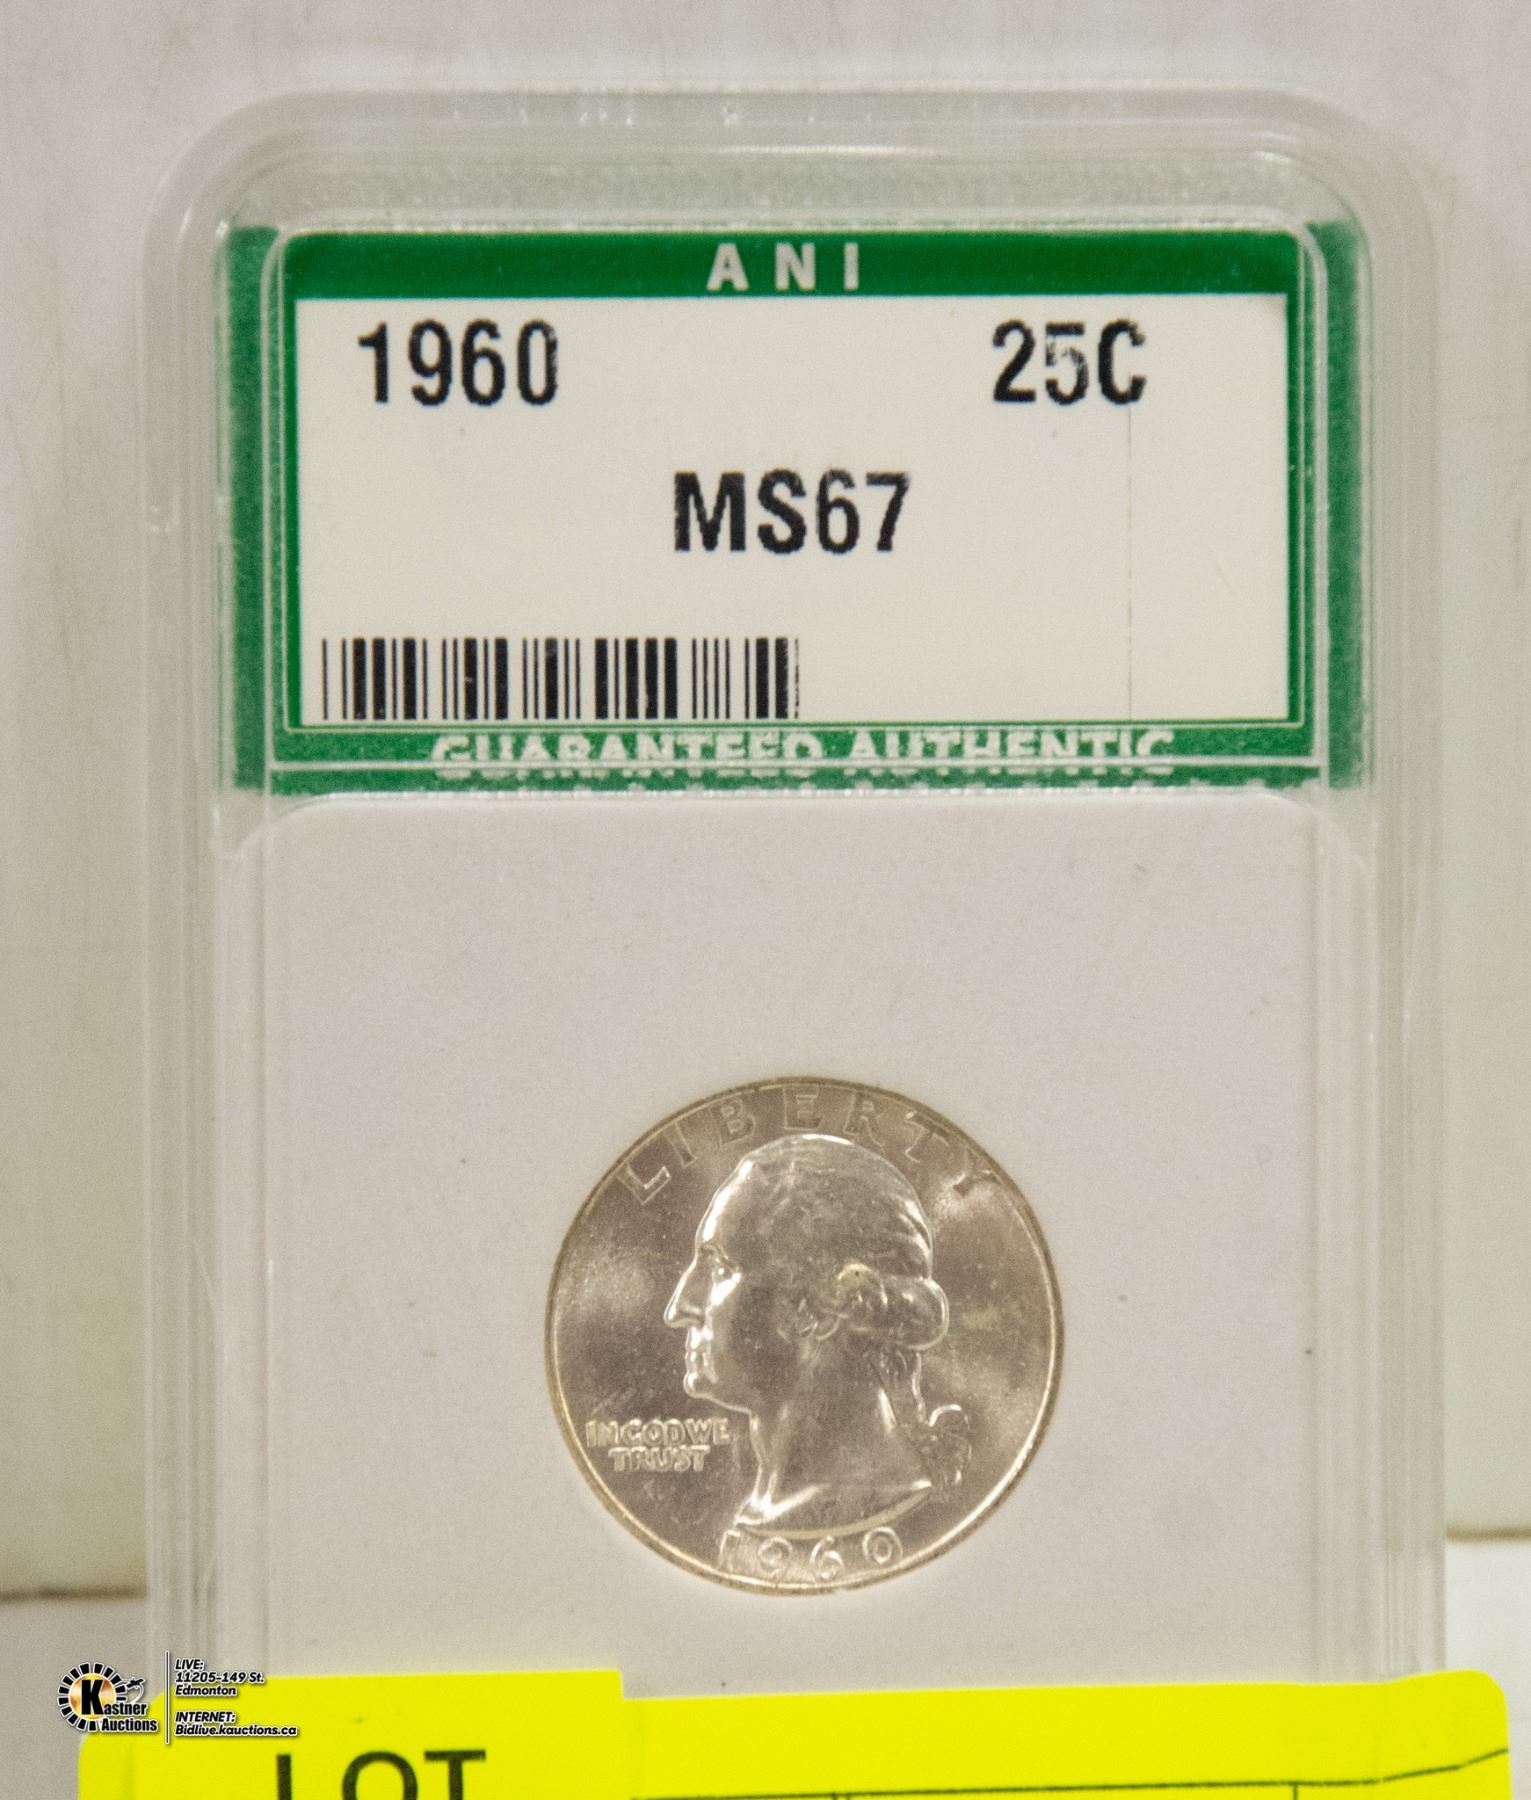 ANI
1960 25C
MS67
GUARANTEED AUTHENTIC
LIBERTY
IN GOD WE
TRUST
1960
Kastner
Auctions
LIVE:
11205-149 St.
Edmonton
INTERNET:
Bidlive.kauctions.ca
LOT